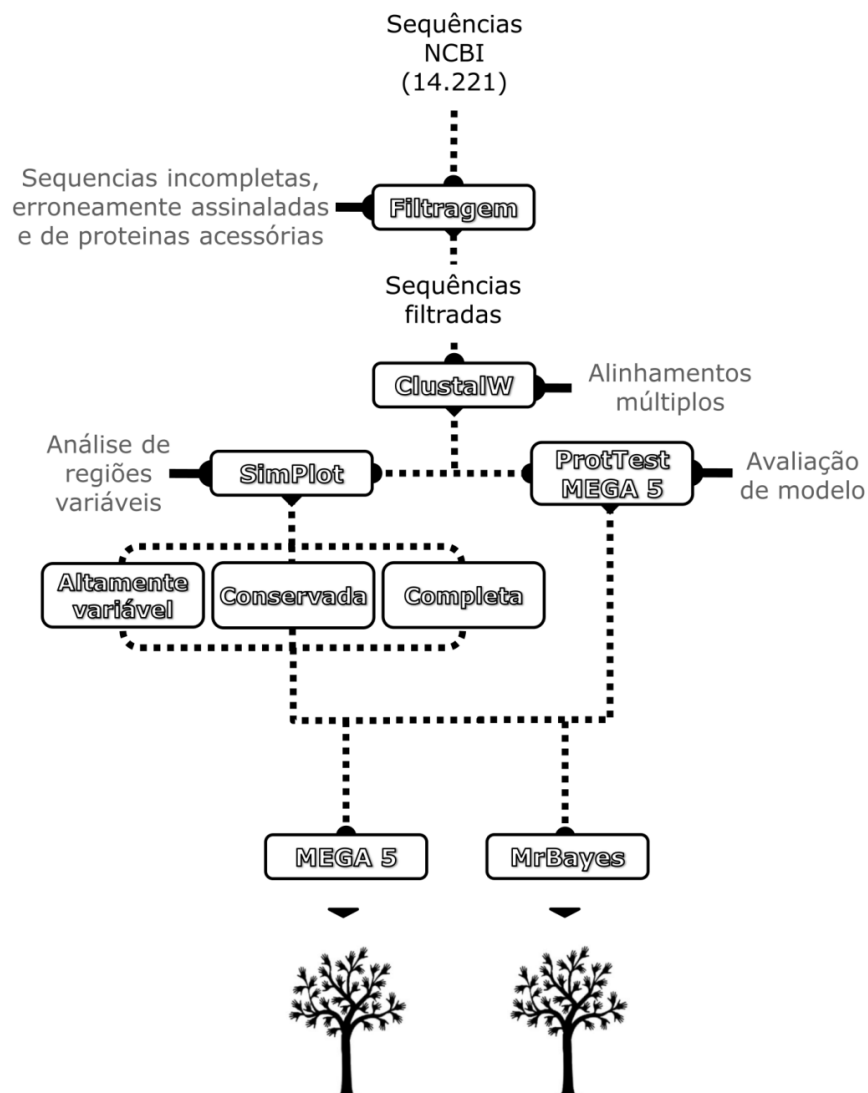 Sequências
NCBI
(14.221)
Sequencias incompletas,
erroneamente assinaladas
e de proteinas acessórias
Filtragem
Sequências
filtradas
ClustalW
Alinhamentos
múltiplos
Análise de
regiões
variáveis
SimPlot
ProtTest
MEGA 5
Avaliação
de modelo
Altamente
variável
Conservada
Completa
MEGA 5
MrBayes